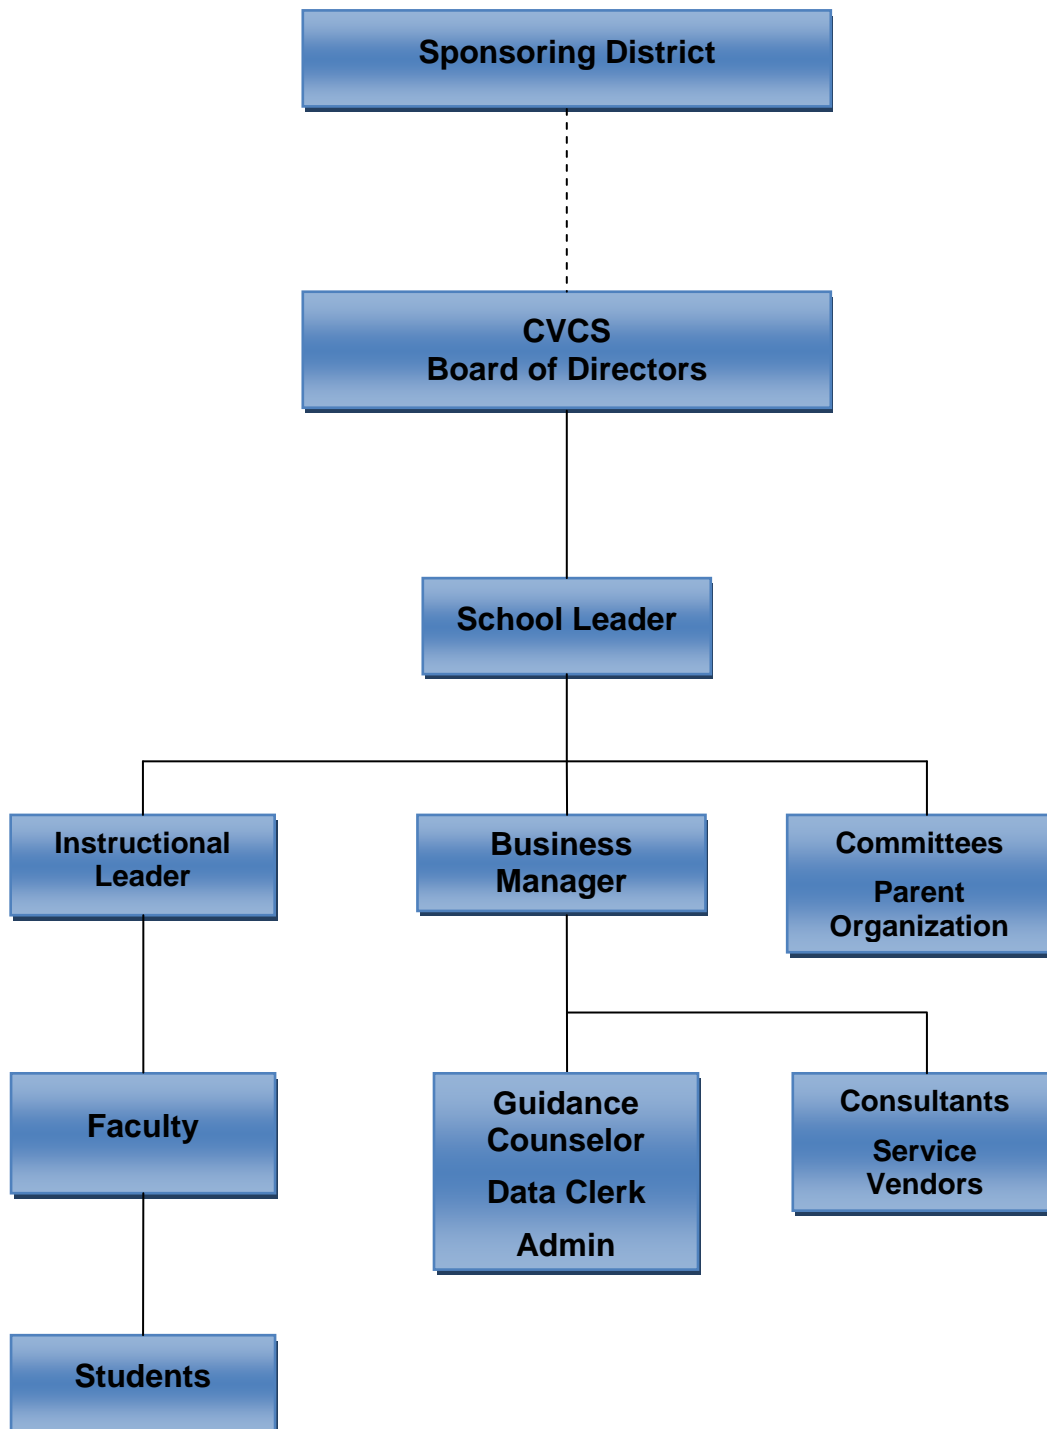 Sponsoring District
CVCS
Board of Directors
School Leader
Instructional
Leader
Business
Manager
Committees
Parent
Organization
Faculty
Guidance
Counselor
Data Clerk
Admin
Consultants
Service
Vendors
Students